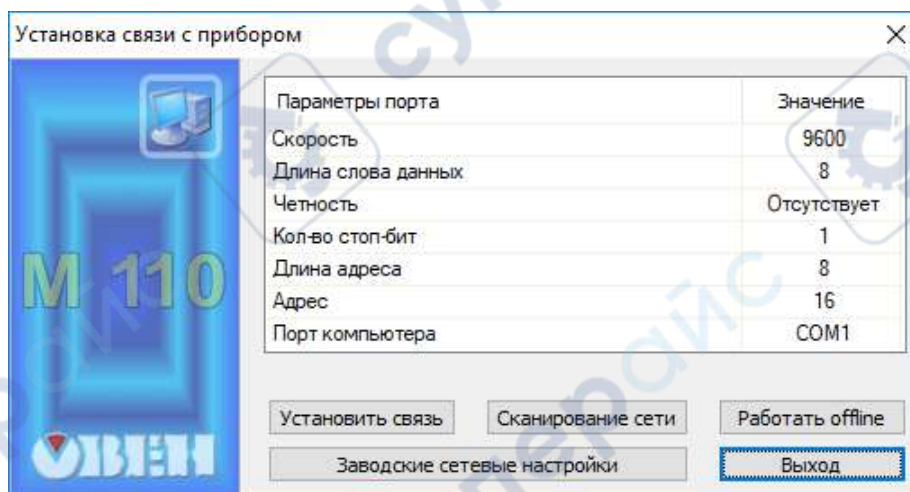 Установка связи с прибором
Параметры порта Значение
Скорость 9600
Длина слова данных 8
Четность Отсутствует
Кол-во стоп-бит 1
Длина адреса 8
Адрес 16
Порт компьютера COM1
М 110
ОВЕН
Установить связь Сканирование сети Работать offline
Заводские сетевые настройки Выход